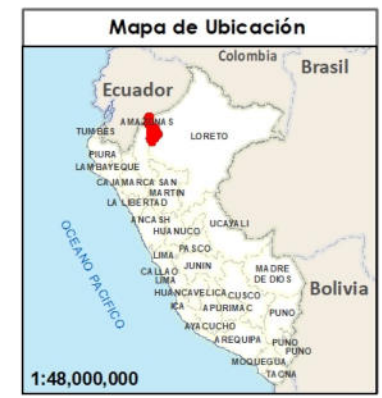 Mapa de Ubicación
Colombia
Brasil
Ecuador
AMAZONAS
TUMBES
LORETO
PIURA
LAMBAYEQUE
CAJAMARCA SAN
MARTIN
LA LIBERTAD
ANCASH
UCAYALI
HUANUCO
PASCO
LIMA
JUNIN
CALLAO
MADRE
DE DIOS
LIMA
HUANCAVELICA CUSCO
Bolivia
ICA
APURIMAC
PUNO
AYACUCHO
AREQUIPA
PUNO
PUNO
MOQUEGUA
TACNA
OCEANO PACIFICO
1:48,000,000